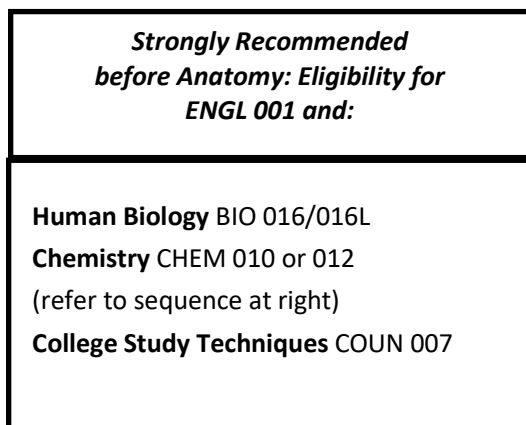 Strongly Recommended
before Anatomy: Eligibility for
ENGL 001 and:
Human Biology BIO 016/016L
Chemistry CHEM 010 or 012
(refer to sequence at right)
College Study Techniques COUN 007